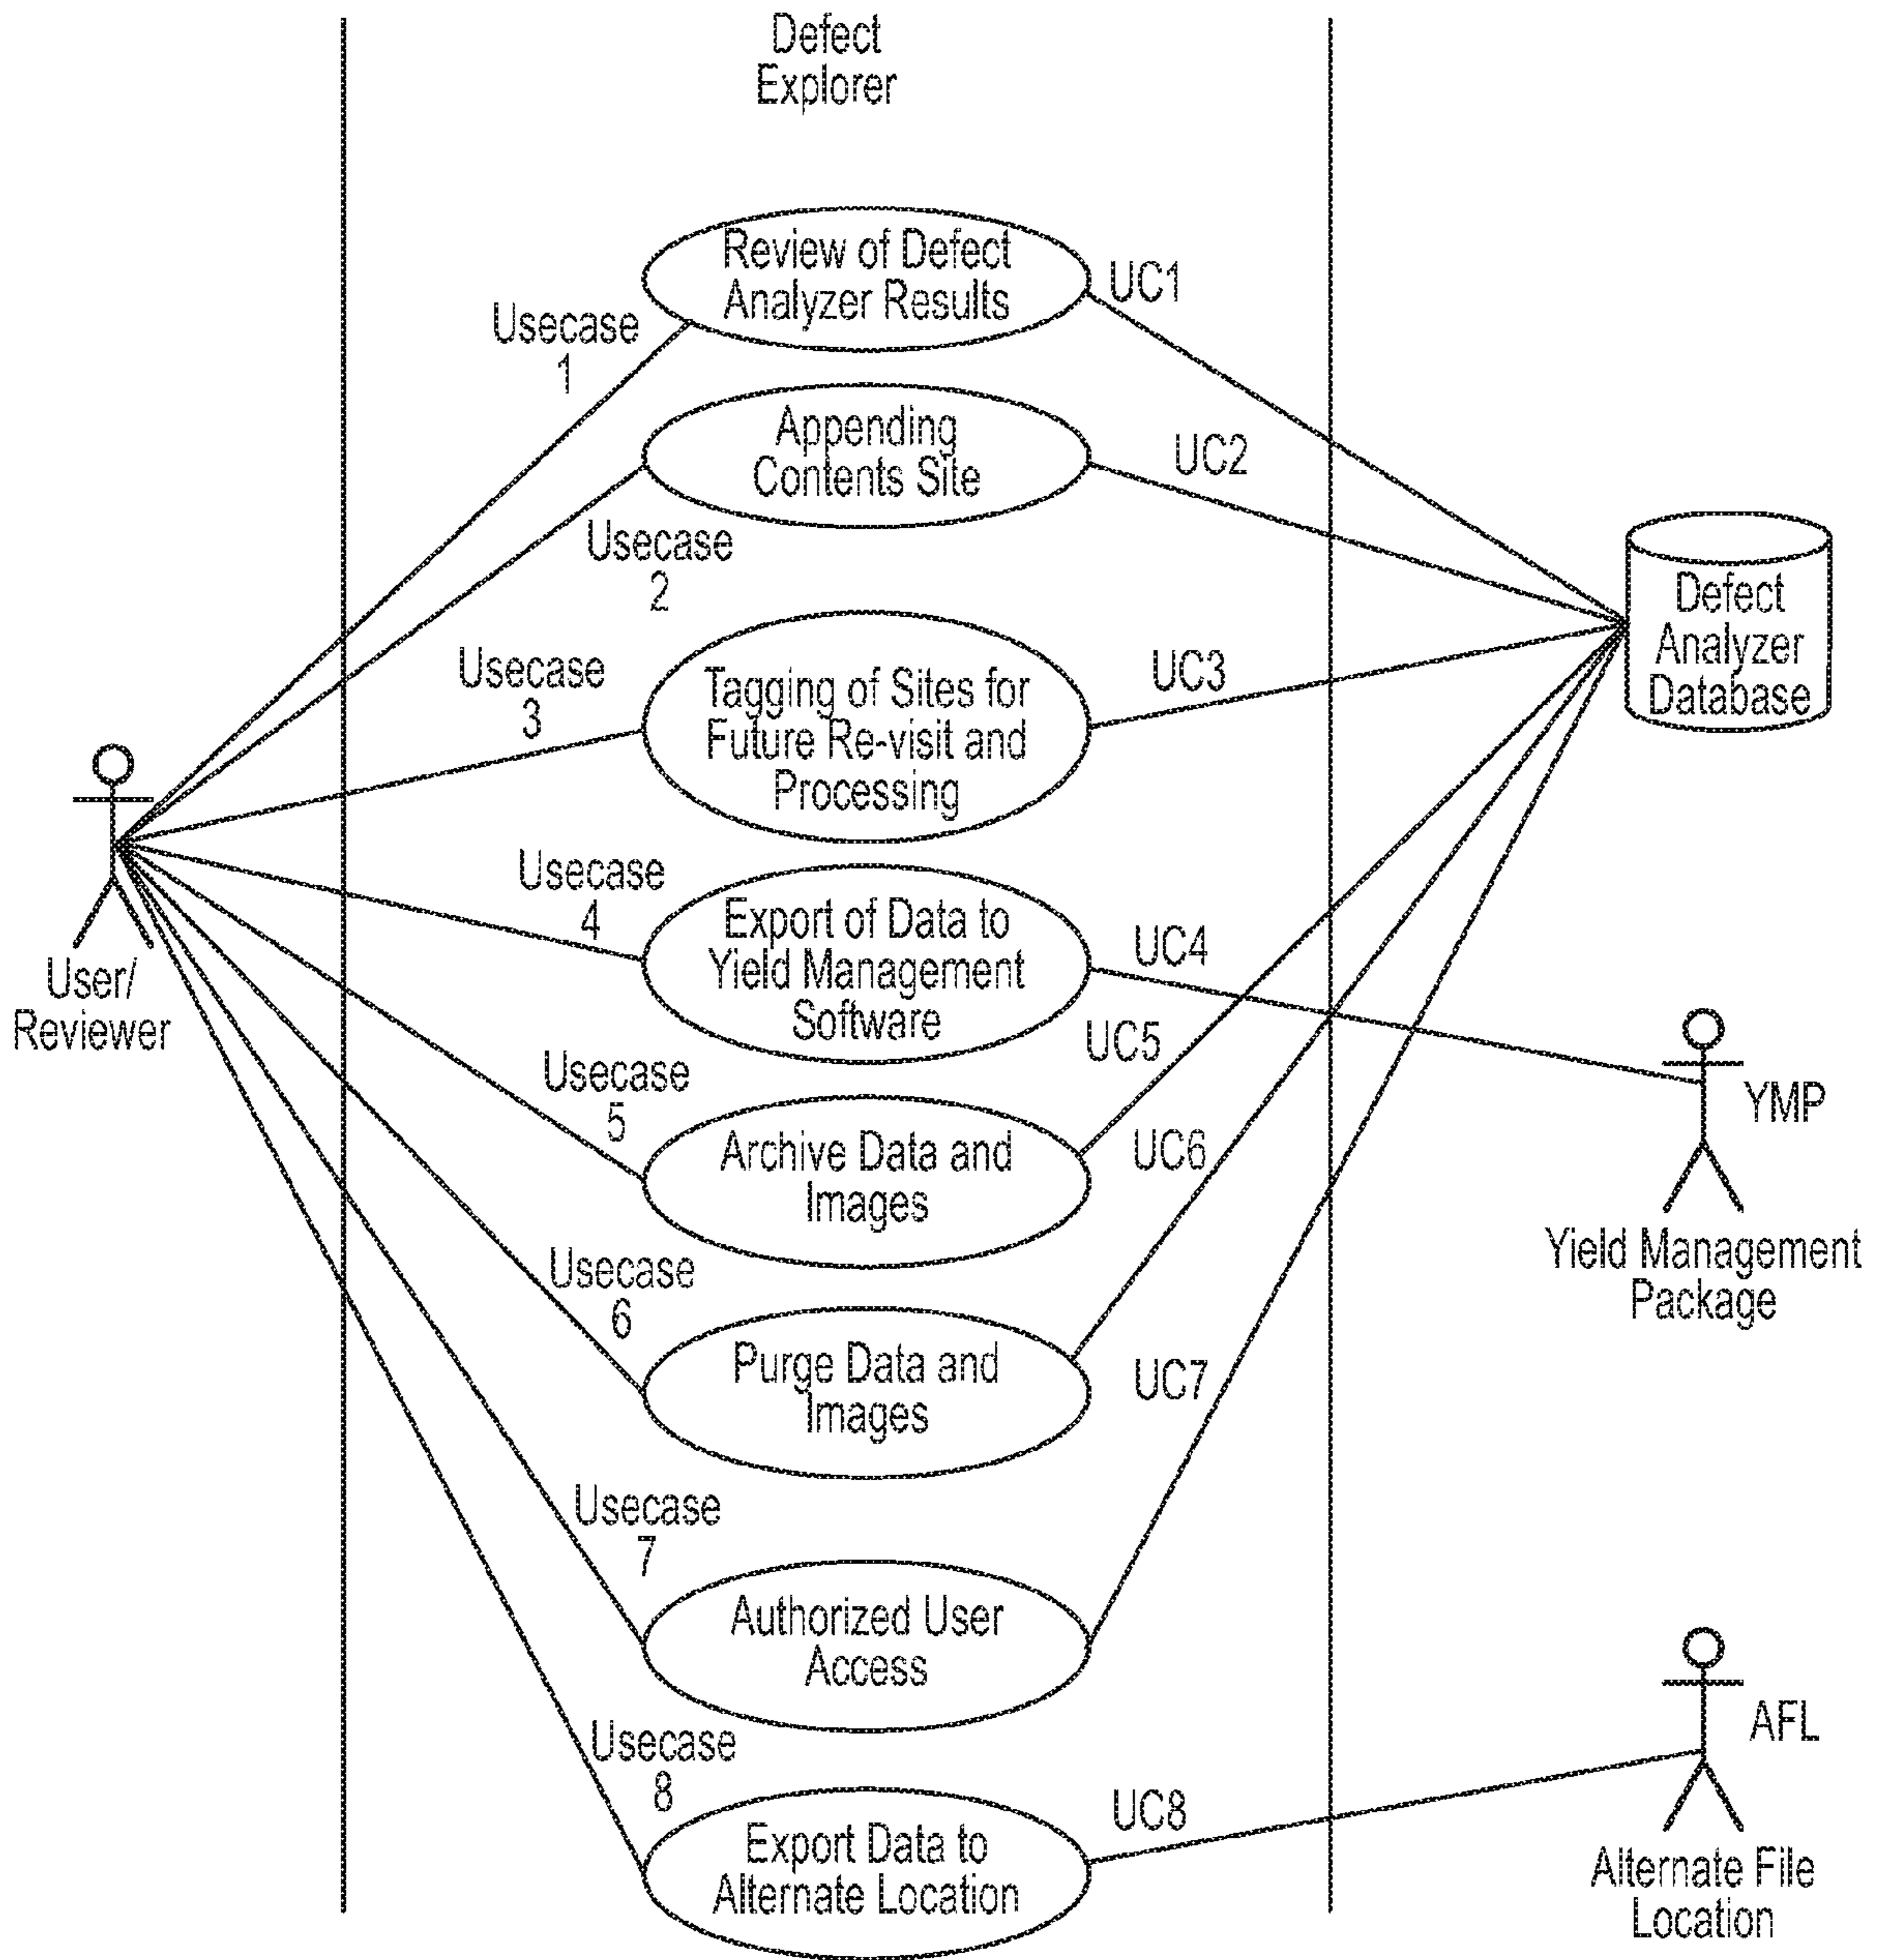 Defect
Explorer
Review of Defect
Analyzer Results
UC1
Usecase
1
Appending
Contents Site
UC2
Usecase
2
Defect
Analyzer
Database
Usecase
3
Tagging of Sites for
Future Re-visit and
Processing
UC3
User/
Reviewer
Usecase
4
Export of Data to
Yield Management
Software
UC4
YMP
Yield Management
Package
Usecase
5
Archive Data and
Images
UC5
Usecase
6
Purge Data and
Images
UC6
Usecase
7
Authorized User
Access
UC7
Usecase
8
Export Data to
Alternate Location
UC8
AFL
Alternate File
Location